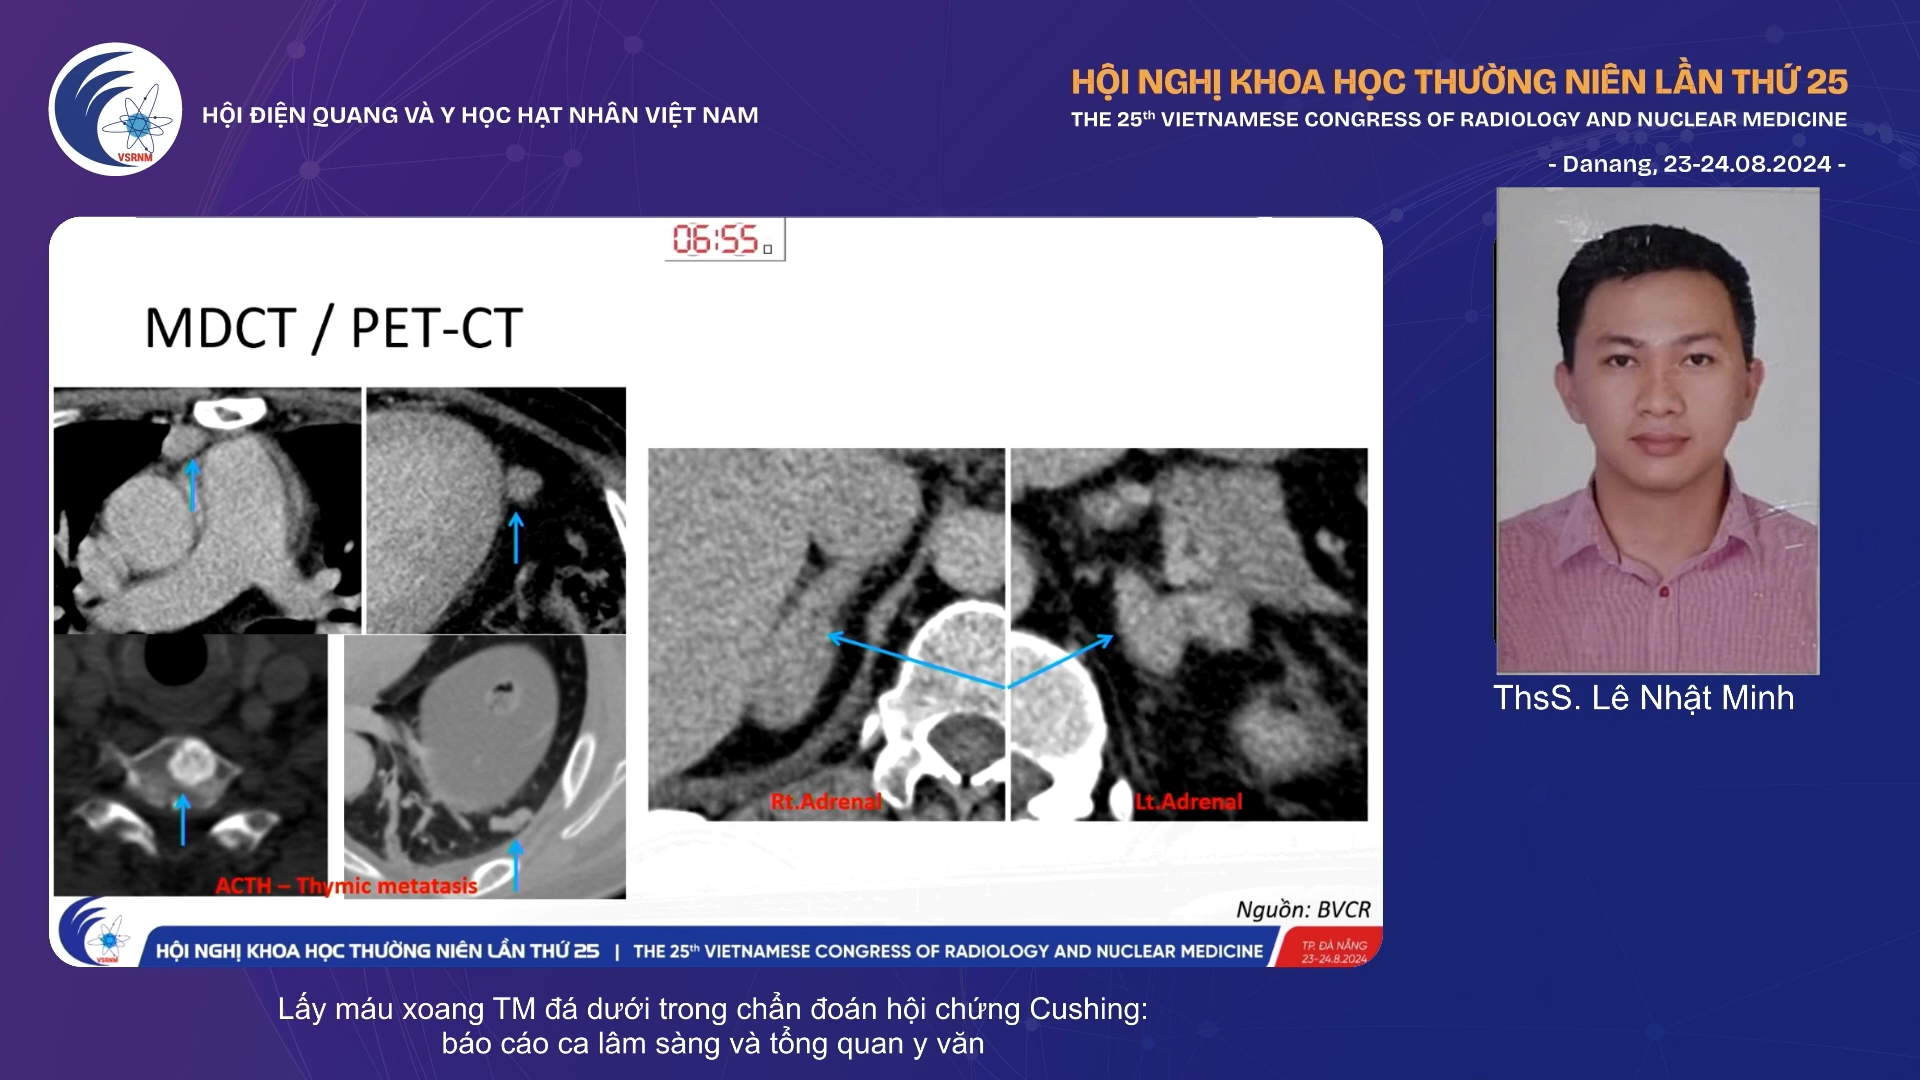 VSRNM
HỘI ĐIỆN QUANG VÀ Y HỌC HẠT NHÂN VIỆT NAM
HỘI NGHỊ KHOA HỌC THƯỜNG NIÊN LẦN THỨ 25
THE 25th VIETNAMESE CONGRESS OF RADIOLOGY AND NUCLEAR MEDICINE
- Danang, 23-24.08.2024 -
06:55
MDCT / PET-CT
Rt.Adrenal
Lt.Adrenal
ACTH – Thymic metatasis
Nguồn: BVCR
VSRNM
HỘI NGHỊ KHOA HỌC THƯỜNG NIÊN LẦN THỨ 25 | THE 25th VIETNAMESE CONGRESS OF RADIOLOGY AND NUCLEAR MEDICINE
TP. ĐÀ NẴNG
23-24.8.2024
ThsS. Lê Nhật Minh
Lấy máu xoang TM đá dưới trong chẩn đoán hội chứng Cushing:
báo cáo ca lâm sàng và tổng quan y văn